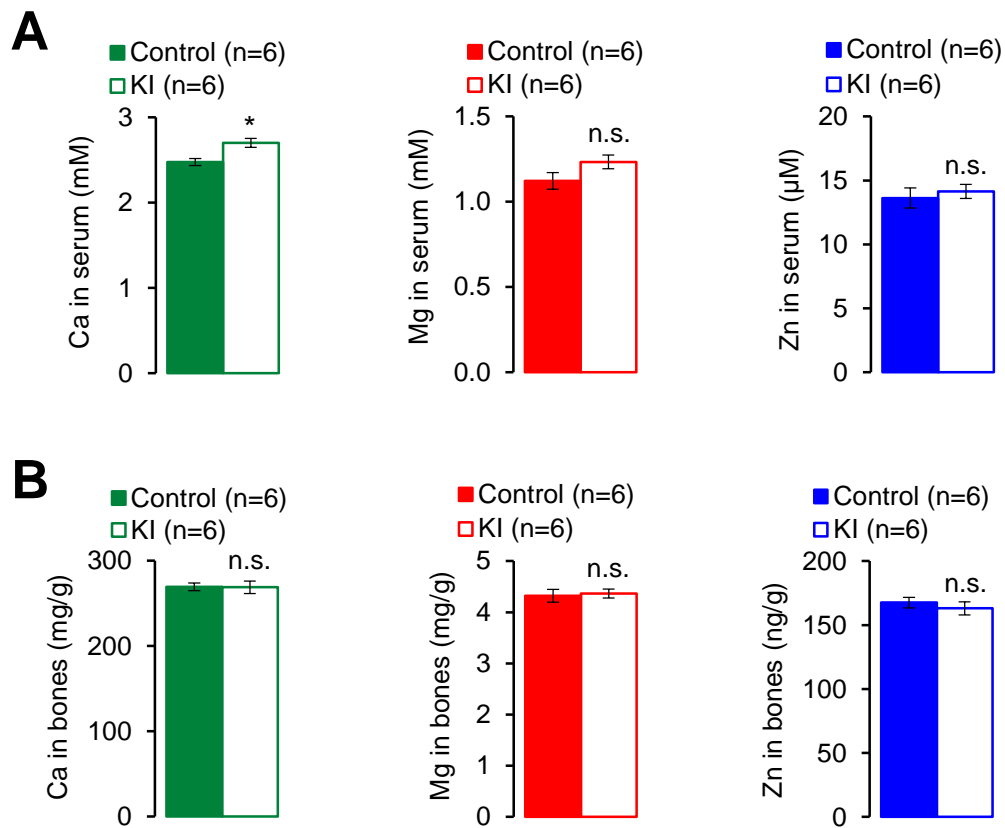 A
Control (n=6)
KI (n=6)
Ca in serum (mM)
3
2
1
0
*
Control (n=6)
KI (n=6)
Mg in serum (mM)
1.5
1.0
0.5
0.0
n.s.
Control (n=6)
KI (n=6)
Zn in serum (µM)
20
15
10
5
0
n.s.
B
Control (n=6)
KI (n=6)
Ca in bones (mg/g)
300
200
100
0
n.s.
Control (n=6)
KI (n=6)
Mg in bones (mg/g)
5
4
3
2
1
0
n.s.
Control (n=6)
KI (n=6)
Zn in bones (ng/g)
200
150
100
50
0
n.s.